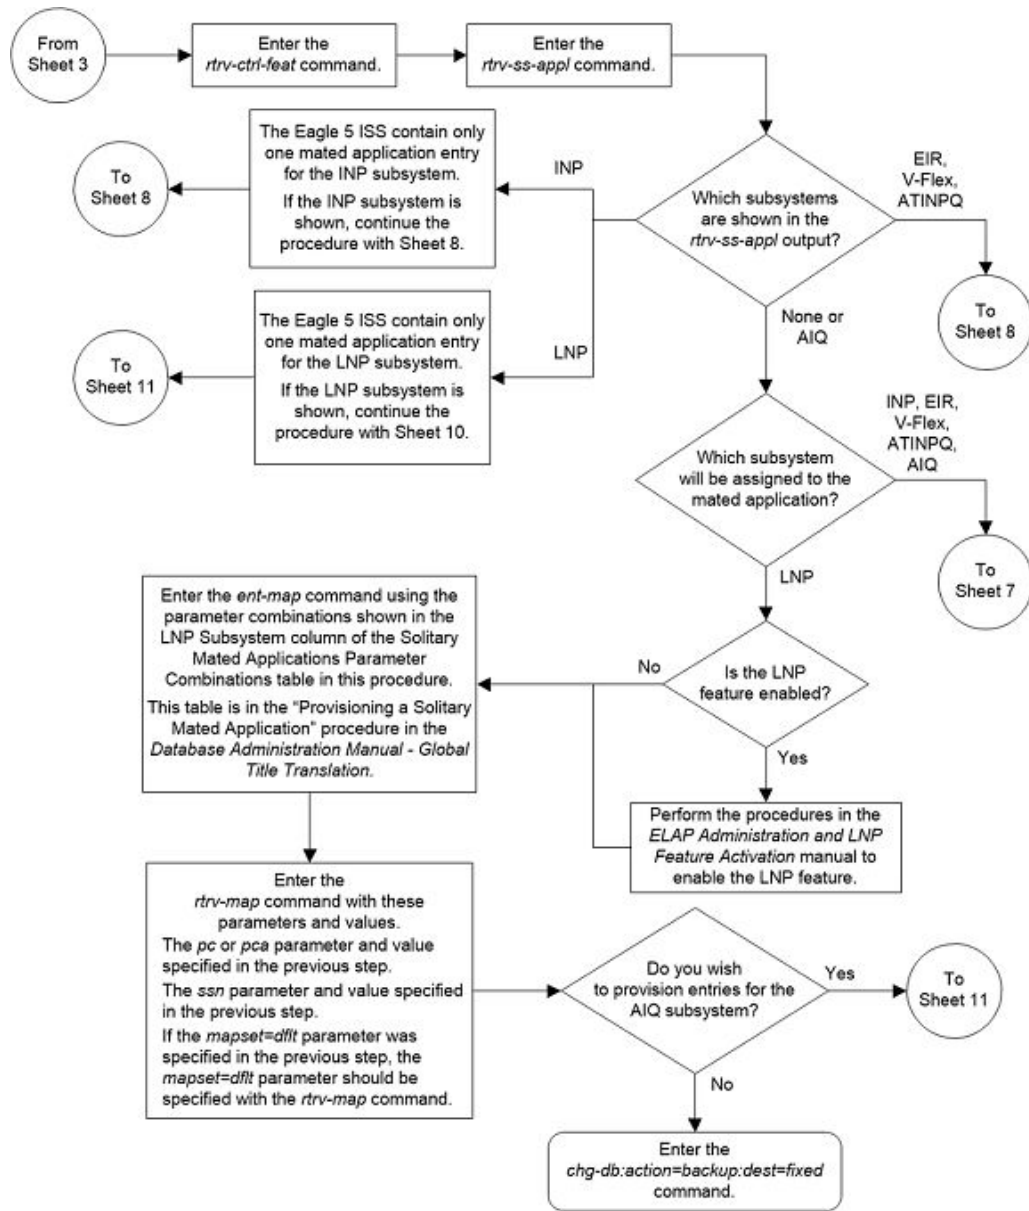 From
Sheet 3
Enter the
rtrv-ctrl-feat command.
Enter the
rtrv-ss-appl command.
The Eagle 5 ISS contain only
one mated application entry
for the INP subsystem.
If the INP subsystem is
shown, continue the
procedure with Sheet 8.
To
Sheet 8
INP
Which subsystems
are shown in the
rtrv-ss-appl output?
EIR,
V-Flex,
ATINPQ
To
Sheet 8
The Eagle 5 ISS contain only
one mated application entry
for the LNP subsystem.
If the LNP subsystem is
shown, continue the
procedure with Sheet 10.
To
Sheet 11
LNP
None or
AIQ
Which subsystem
will be assigned to the
mated application?
INP, EIR,
V-Flex,
ATINPQ,
AIQ
To
Sheet 7
LNP
Is the LNP
feature enabled?
No
Yes
Enter the ent-map command using the
parameter combinations shown in the
LNP Subsystem column of the Solitary
Mated Applications Parameter
Combinations table in this procedure.
This table is in the “Provisioning a Solitary
Mated Application” procedure in the
Database Administration Manual - Global
Title Translation.
Perform the procedures in the
ELAP Administration and LNP
Feature Activation manual to
enable the LNP feature.
Enter the
rtrv-map command with these
parameters and values.
The pc or pca parameter and value
specified in the previous step.
The ssn parameter and value specified
in the previous step.
If the mapset=dflt parameter was
specified in the previous step, the
mapset=dflt parameter should be
specified with the rtrv-map command.
Do you wish
to provision entries for the
AIQ subsystem?
Yes
To
Sheet 11
No
Enter the
chg-db:action=backup:dest=fixed
command.